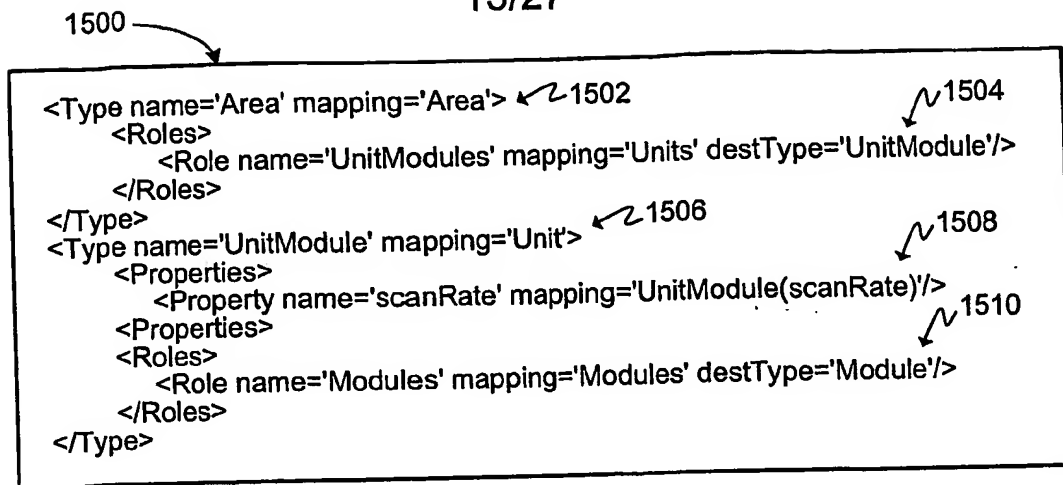 15/27
1500
<Type name='Area' mapping='Area'> 1502
<Roles> 1504
<Role name='UnitModules' mapping='Units' destType='UnitModule'/>
</Roles>
</Type>
<Type name='UnitModule' mapping='Unit'> 1506
<Properties> 1508
<Property name='scanRate' mapping='UnitModule(scanRate)'/>
<Properties> 1510
<Roles>
<Role name='Modules' mapping='Modules' destType='Module'/>
</Roles>
</Type>